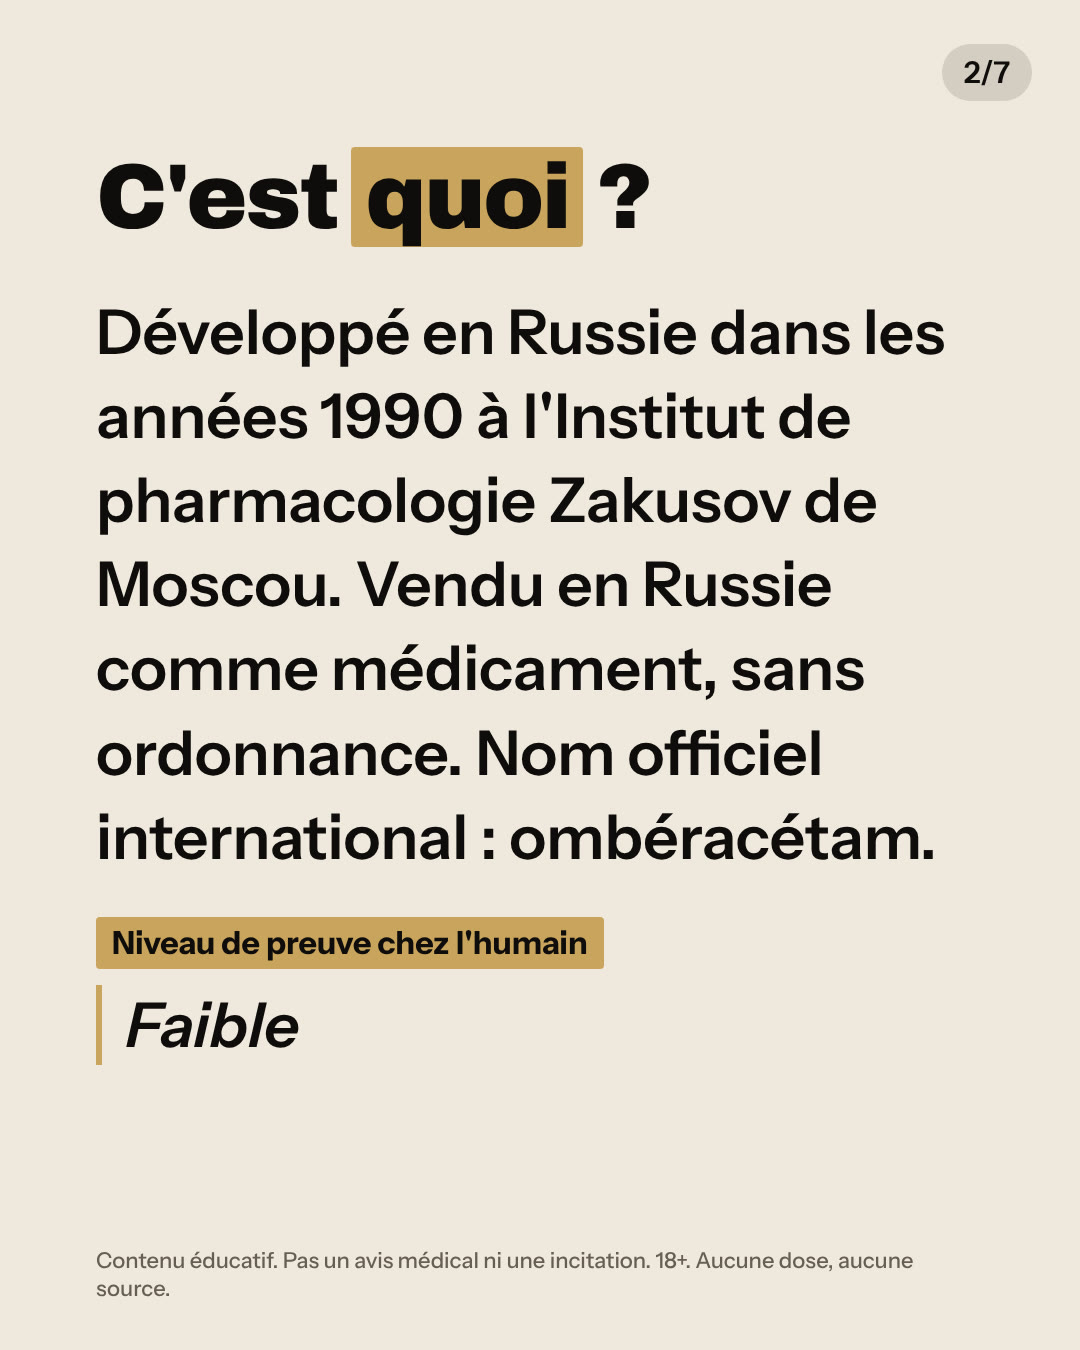 2/7
C'est quoi ?
Développé en Russie dans les
années 1990 à l'Institut de
pharmacologie Zakusov de
Moscou. Vendu en Russie
comme médicament, sans
ordonnance. Nom officiel
international : ombéracétam.
Niveau de preuve chez l'humain
Faible
Contenu éducatif. Pas un avis médical ni une incitation. 18+. Aucune dose, aucune
source.